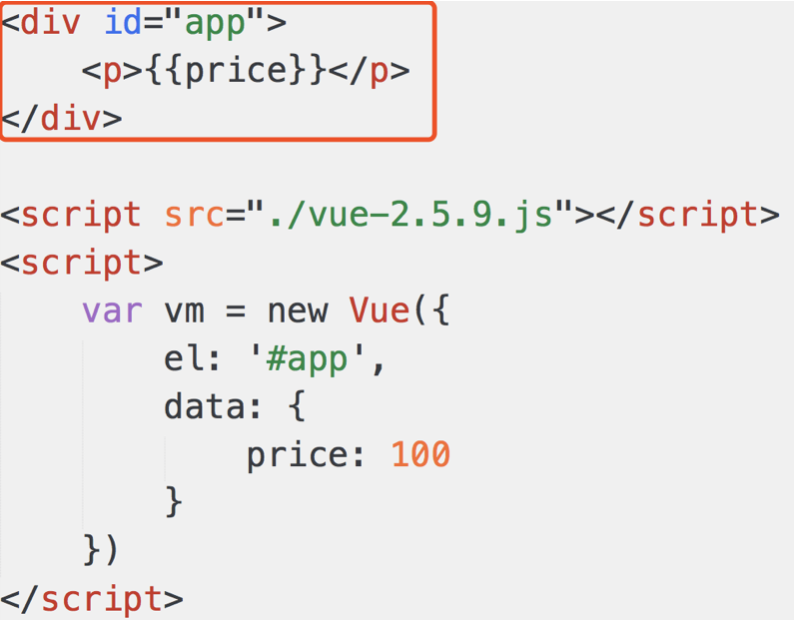 <div id="app">
    <p>{{price}}</p>
</div>
<script src="./vue-2.5.9.js"></script>
<script>
    var vm = new Vue({
        el: '#app',
        data: {
            price: 100
        }
    })
</script>